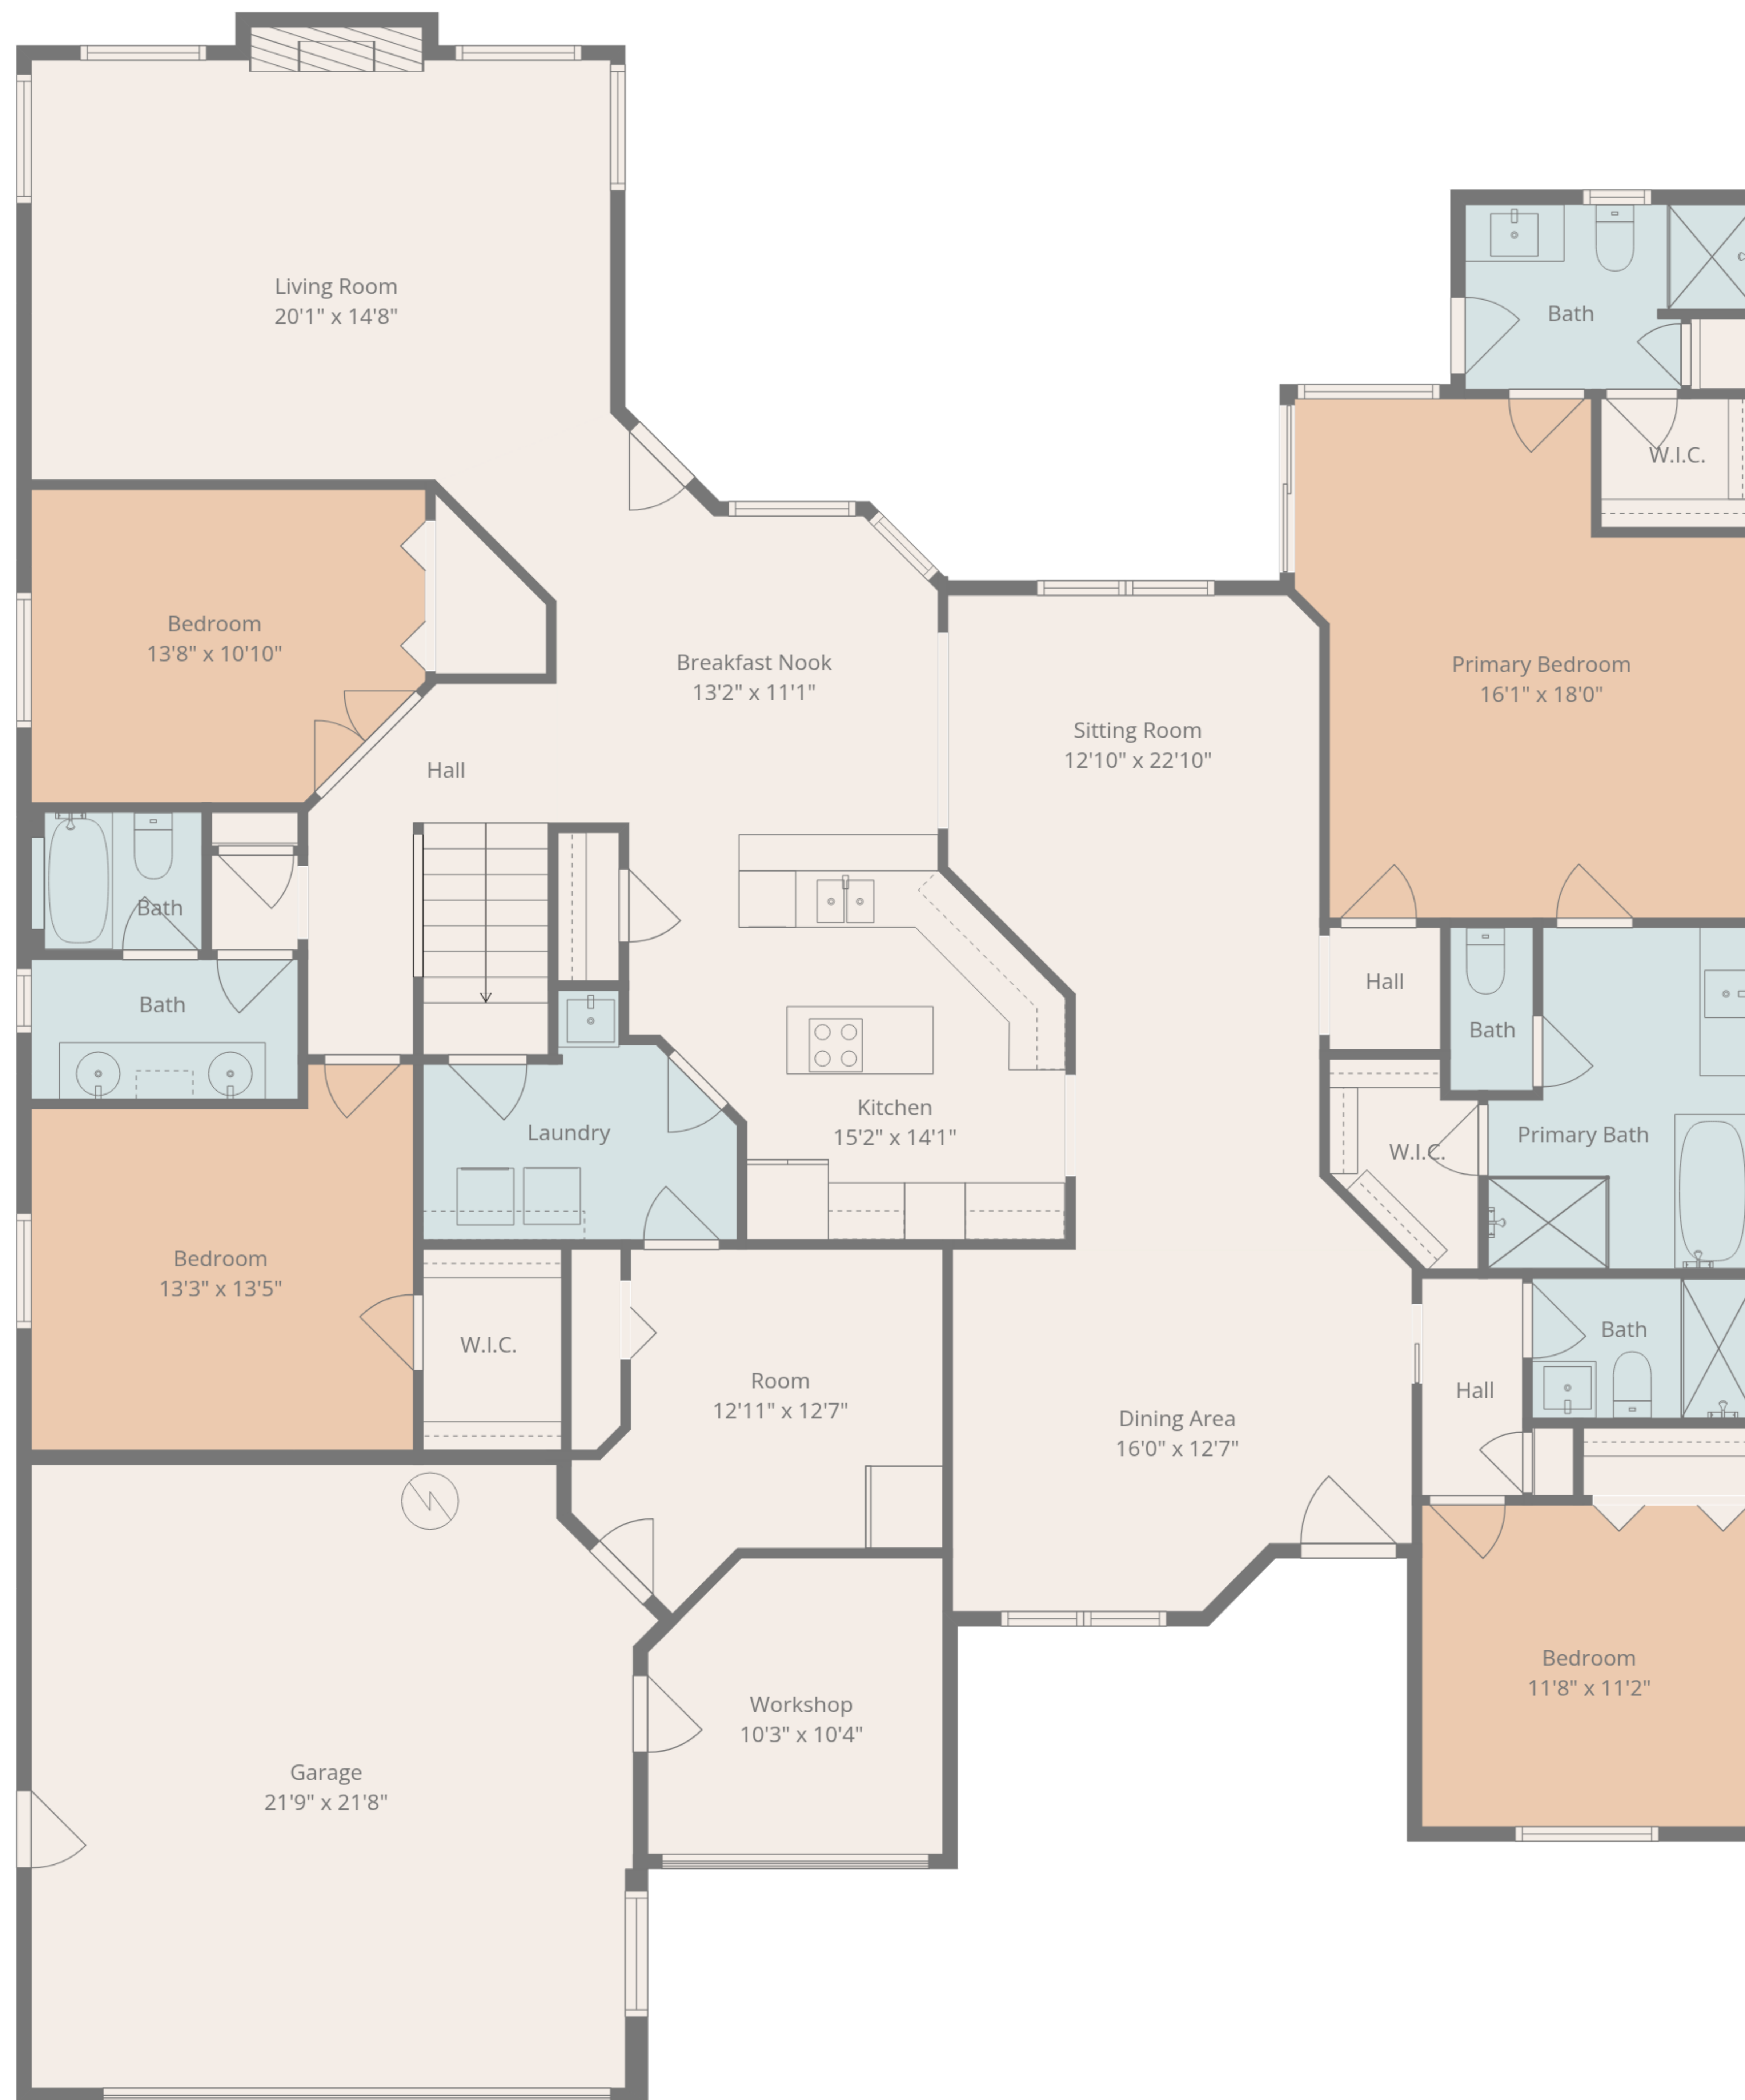 Living Room
20'1" x 14'8"
Bath
W.I.C.
Bedroom
13'8" x 10'10"
Breakfast Nook
13'2" x 11'1"
Primary Bedroom
16'1" x 18'0"
Sitting Room
12'10" x 22'10"
Hall
Bath
Hall
Bath
Bath
Kitchen
15'2" x 14'1"
Laundry
Primary Bath
W.I.C.
Bedroom
13'3" x 13'5"
W.I.C.
Bath
Room
12'11" x 12'7"
Hall
Dining Area
16'0" x 12'7"
Bedroom
11'8" x 11'2"
Workshop
10'3" x 10'4"
Garage
21'9" x 21'8"